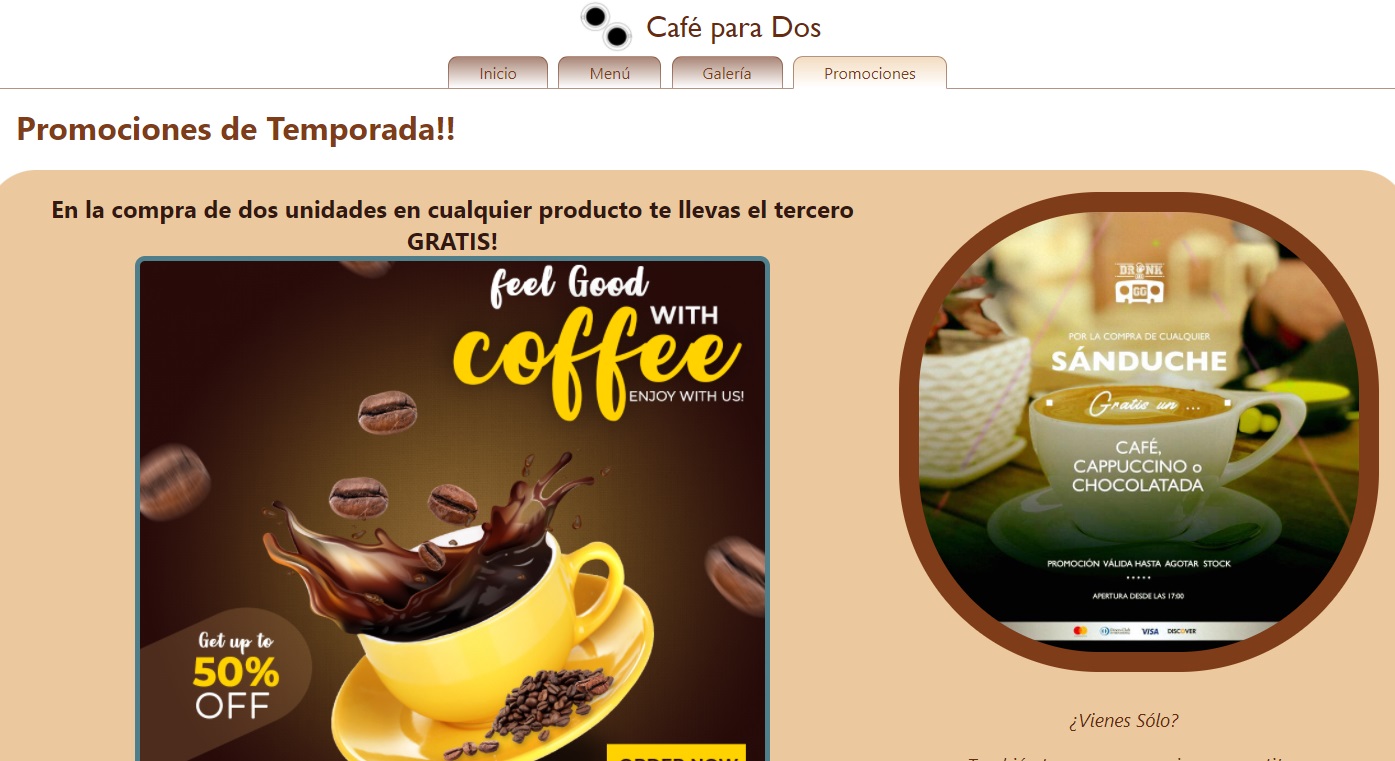 Café para Dos
Inicio
Menú
Galería
Promociones
Promociones de Temporada!!
En la compra de dos unidades en cualquier producto te llevas el tercero
GRATIS!
feel Good
WITH
coffee
ENJOY WITH US!
Get up to
50%
OFF
ORDER NOW
DRINK
GG
POR LA COMPRA DE CUALQUIER
SÁNDUCHE
Gratis un ...
CAFÉ,
CAPPUCCINO o
CHOCOLATADA
PROMOCIÓN VÁLIDA HASTA AGOTAR STOCK
APERTURA DESDE LAS 17:00
VISA
DISCOVER
¿Vienes Sólo?